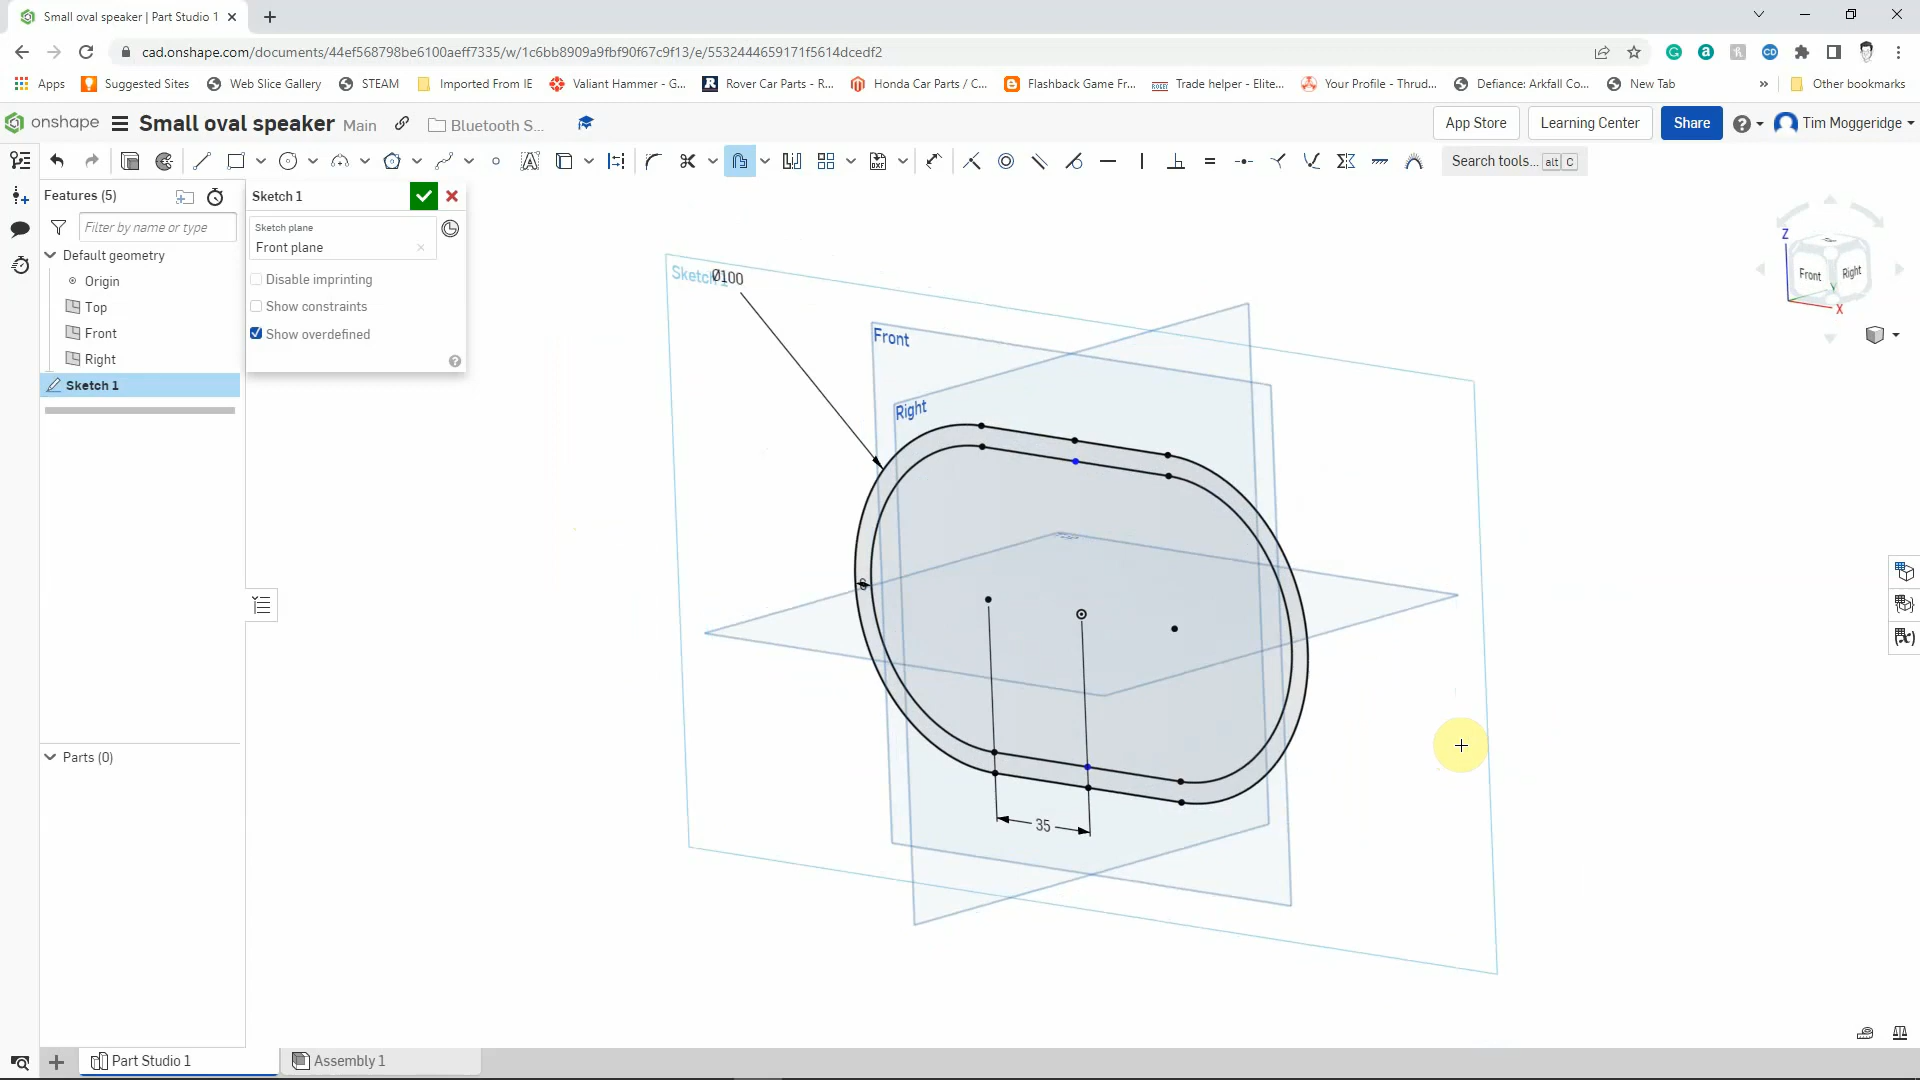 Small oval speaker | Part Studio 1
cad.onshape.com/documents/44ef568798be6100aeff7335/w/1c6bb8909a9fbf90f67c9f13/e/5532444659171f5614dcedf2
Apps Suggested Sites Web Slice Gallery STEAM Imported From IE Valiant Hammer - G... Rover Car Parts - R... Honda Car Parts / C... Flashback Game Fr... Trade helper - Elite... Your Profile - Thrud... Defiance: Arkfall Co... New Tab » Other bookmarks
onshape Small oval speaker Main Bluetooth S... App Store Learning Center Share Tim Moggeridge
Search tools... alt C
Features (5)
Filter by name or type
Default geometry
Origin
Top
Front
Right
Sketch 1
Parts (0)
Sketch 1
Sketch plane
Front plane
Disable imprinting
Show constraints
Show overdefined
Sketch 1
Ø100
Front
Right
Top
35
Z
Front Right
X
Part Studio 1 Assembly 1